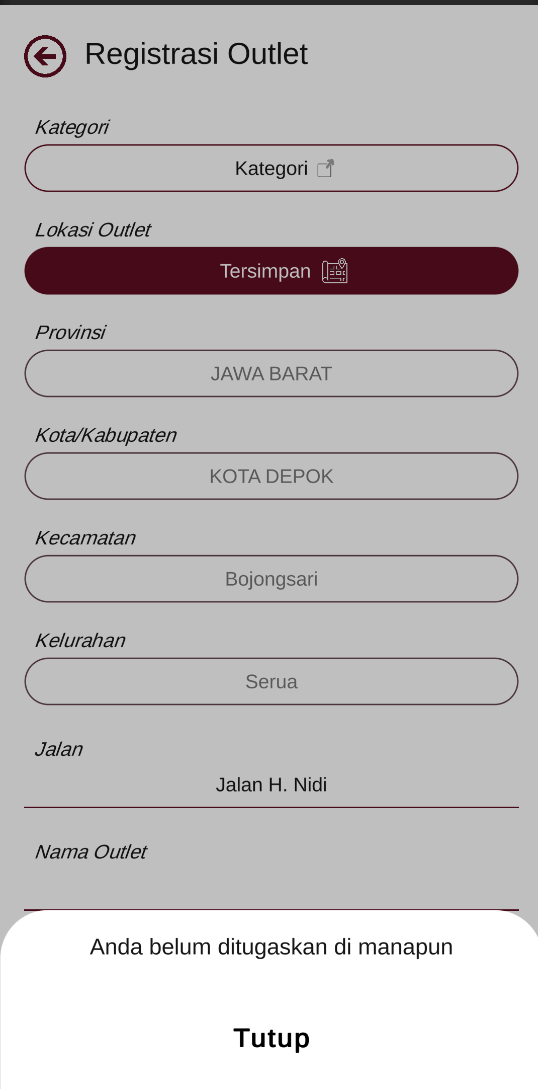 Registrasi Outlet
Kategori
Kategori
Lokasi Outlet
Tersimpan
Provinsi
JAWA BARAT
Kota/Kabupaten
KOTA DEPOK
Kecamatan
Bojongsari
Kelurahan
Serua
Jalan
Jalan H. Nidi
Nama Outlet
Anda belum ditugaskan di manapun
Tutup